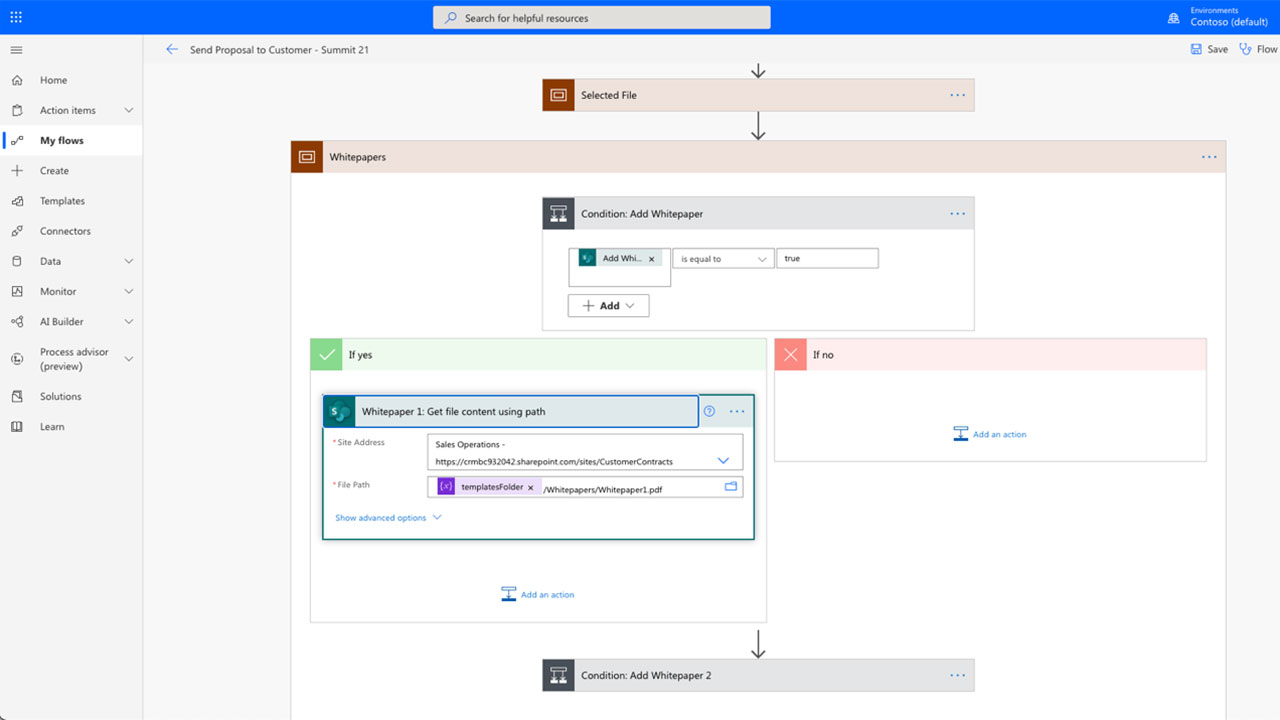 Search for helpful resources
Environments
Contoso (default)
Send Proposal to Customer - Summit 21
Save
Flow
Home
Action items
My flows
Create
Templates
Connectors
Data
Monitor
AI Builder
Process advisor
(preview)
Solutions
Learn
Selected File
Whitepapers
Condition: Add Whitepaper
Add Whi... x
is equal to
true
Add
If yes
If no
Whitepaper 1: Get file content using path
* Site Address
Sales Operations -
https://crmbc932042.sharepoint.com/sites/CustomerContracts
* File Path
templatesFolder x /Whitepapers/Whitepaper1.pdf
Show advanced options
Add an action
Add an action
Condition: Add Whitepaper 2